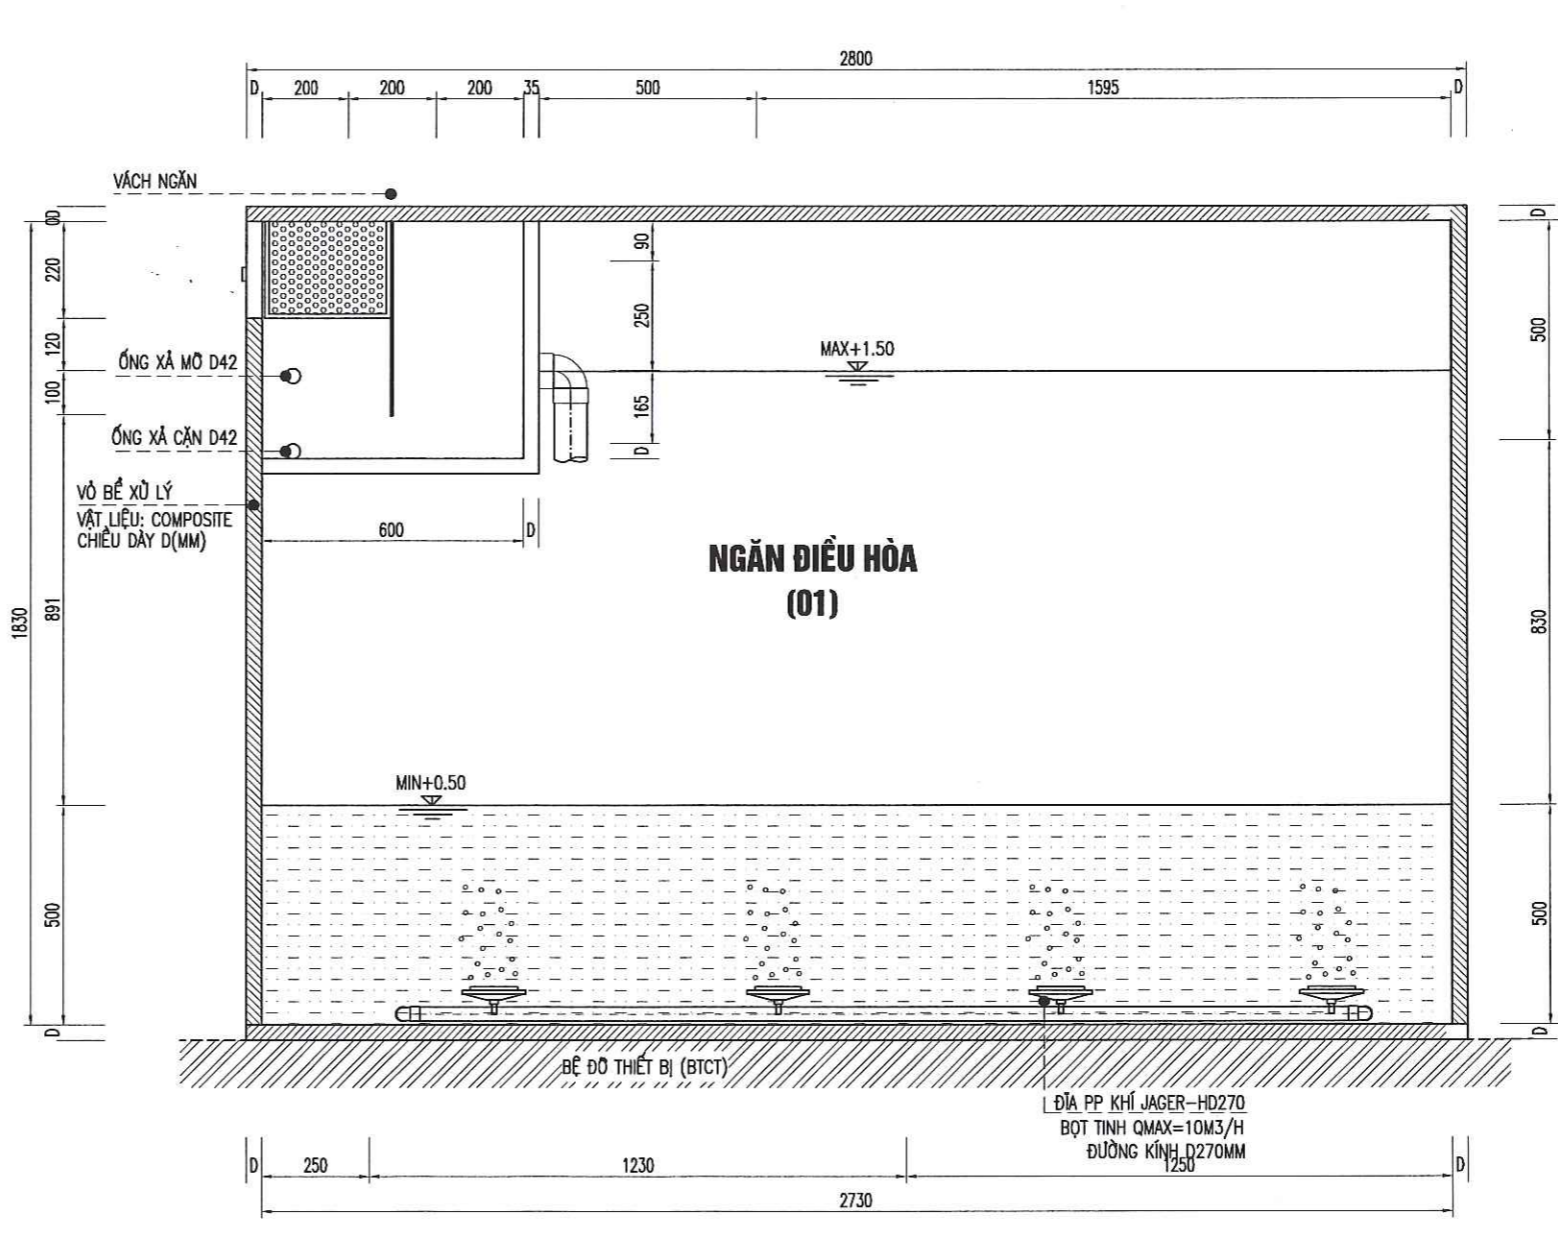 2800
D 200 200 200 35 500 1595 D
VÁCH NGĂN
D
220
120
100
891
500
D
1830
90
250
165
D
MAX+1.50
ỐNG XẢ MỠ D42
ỐNG XẢ CẶN D42
VỎ BỂ XỬ LÝ
VẬT LIỆU: COMPOSITE
CHIỀU DÀY D(MM)
600 D
NGĂN ĐIỀU HÒA
(01)
D
500
830
500
D
MIN+0.50
BỆ ĐỠ THIẾT BỊ (BTCT)
ĐĨA PP KHÍ JAGER-HD270
BỌT TINH QMAX=10M3/H
ĐƯỜNG KÍNH D270MM
D 250 1230 1250 D
2730